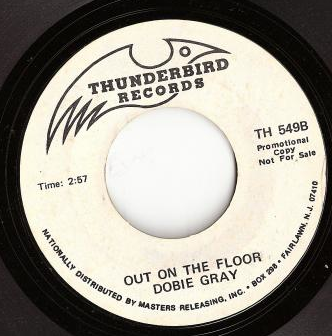 THUNDERBIRD
RECORDS
TH 549B
Promotional
Copy
Not For Sale
Time: 2:57
OUT ON THE FLOOR
DOBIE GRAY
NATIONALLY DISTRIBUTED BY MASTERS RELEASING, INC. • BOX 296 • FAIRLAWN, N.J. 07410